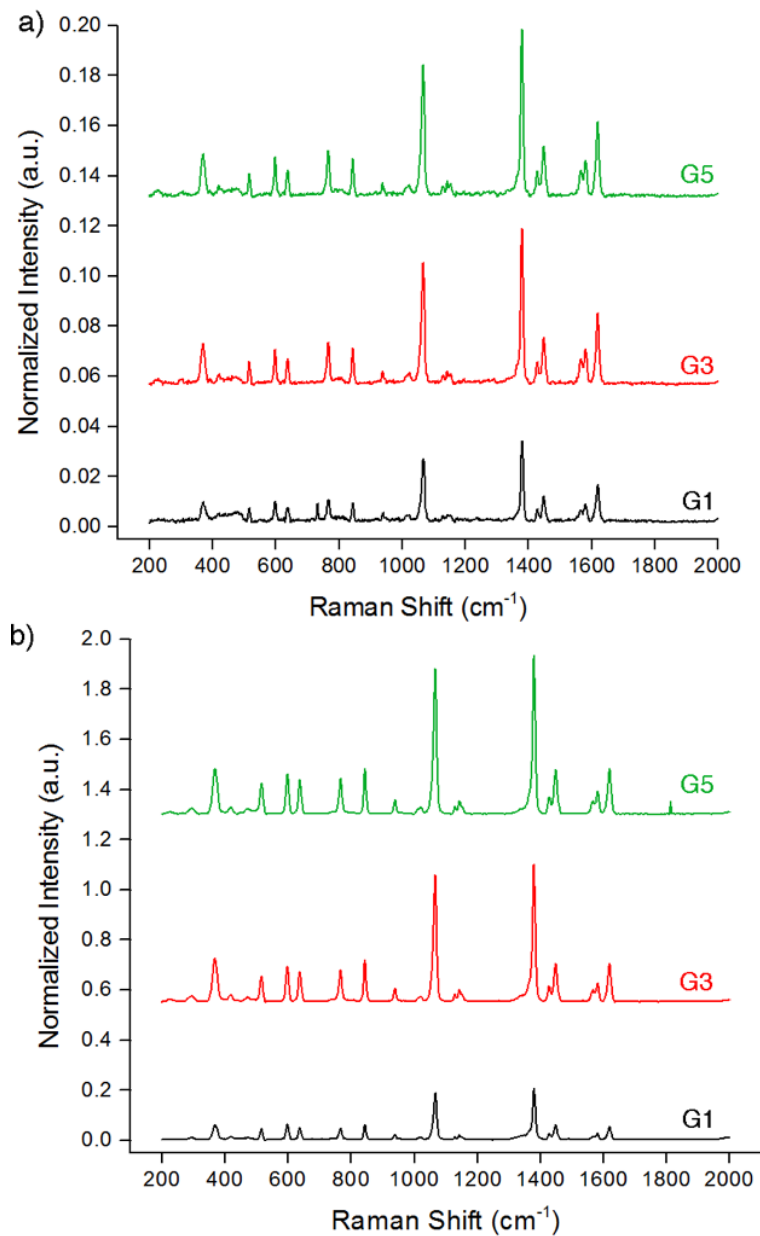 a)
Normalized Intensity (a.u.)
0.20
0.18
0.16
0.14
0.12
0.10
0.08
0.06
0.04
0.02
0.00
G5
G3
G1
200 400 600 800 1000 1200 1400 1600 1800 2000
Raman Shift (cm⁻¹)
b)
Normalized Intensity (a.u.)
2.0
1.8
1.6
1.4
1.2
1.0
0.8
0.6
0.4
0.2
0.0
G5
G3
G1
200 400 600 800 1000 1200 1400 1600 1800 2000
Raman Shift (cm⁻¹)